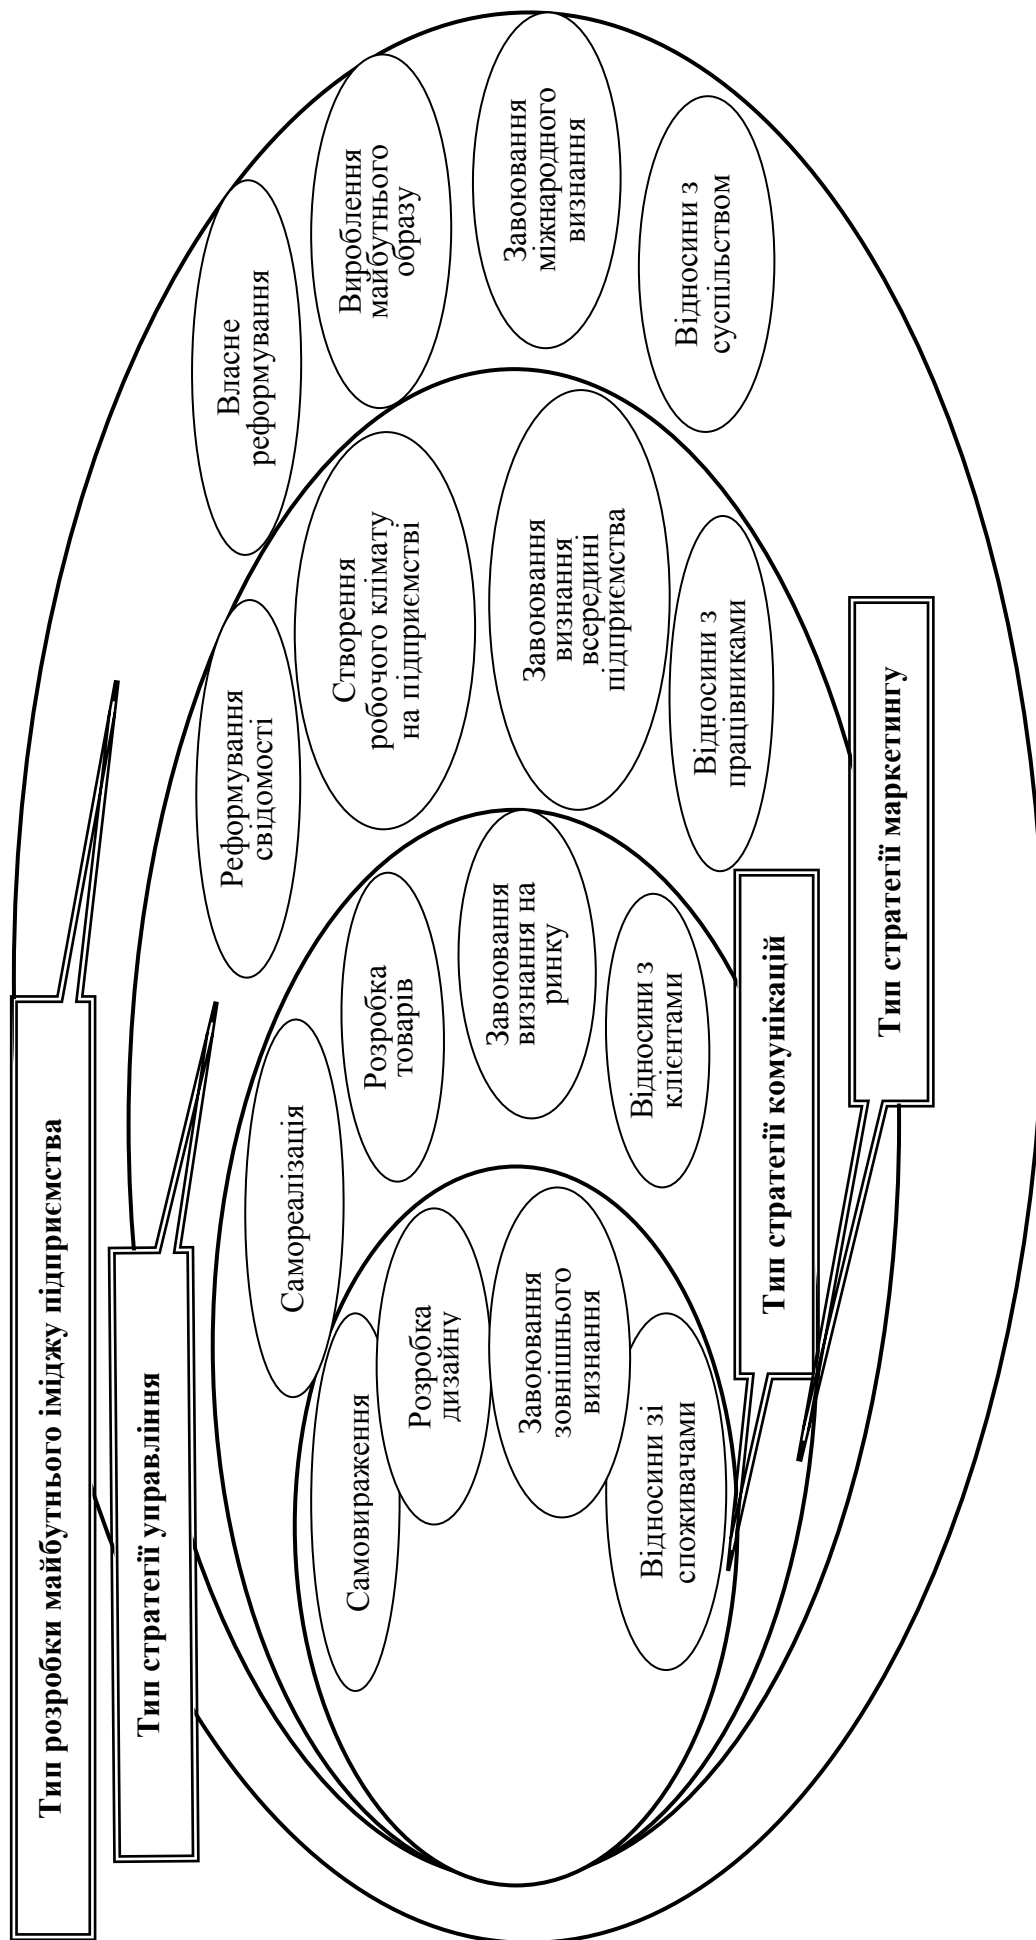 Тип розробки майбутнього іміджу підприємства
Тип стратегії управління
Власне
реформування
Реформування
свідомості
Самореалізація
Самовираження
Вироблення
майбутнього
образу
Створення
робочого клімату
на підприємстві
Розробка
товарів
Розробка
дизайну
Завоювання
міжнародного
визнання
Завоювання
визнання
всередині
підприємства
Завоювання
визнання на
ринку
Завоювання
зовнішнього
визнання
Відносини з
суспільством
Відносини з
працівниками
Відносини з
клієнтами
Відносини зі
споживачами
Тип стратегії комунікацій
Тип стратегії маркетингу